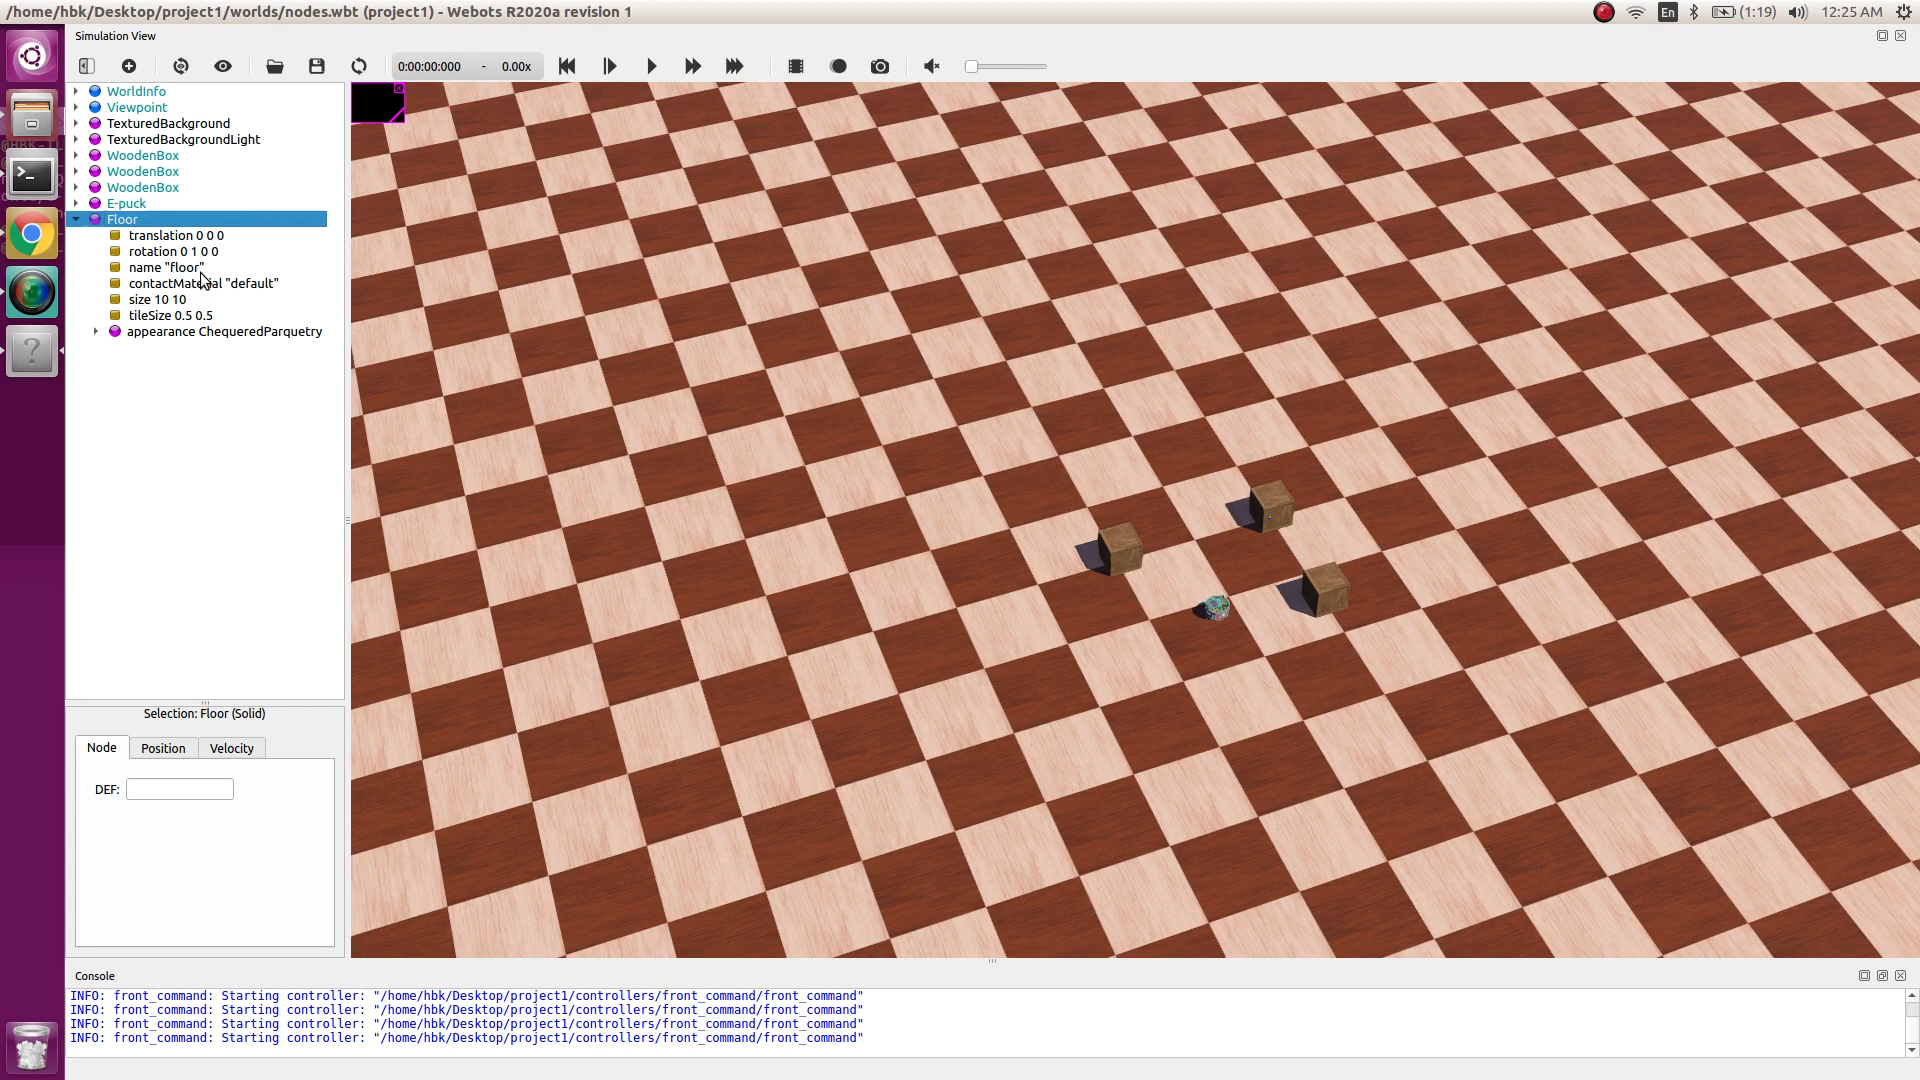 /home/hbk/Desktop/project1/worlds/nodes.wbt (project1) - Webots R2020a revision 1
En
(1:19)
12:25 AM
Simulation View
0:00:00:000 - 0.00x
WorldInfo
Viewpoint
TexturedBackground
TexturedBackgroundLight
WoodenBox
WoodenBox
WoodenBox
E-puck
Floor
translation 0 0 0
rotation 0 1 0 0
name "floor"
contactMaterial "default"
size 10 10
tileSize 0.5 0.5
appearance ChequeredParquetry
Selection: Floor (Solid)
Node Position Velocity
DEF:
Console
INFO: front_command: Starting controller: "/home/hbk/Desktop/project1/controllers/front_command/front_command"
INFO: front_command: Starting controller: "/home/hbk/Desktop/project1/controllers/front_command/front_command"
INFO: front_command: Starting controller: "/home/hbk/Desktop/project1/controllers/front_command/front_command"
INFO: front_command: Starting controller: "/home/hbk/Desktop/project1/controllers/front_command/front_command"